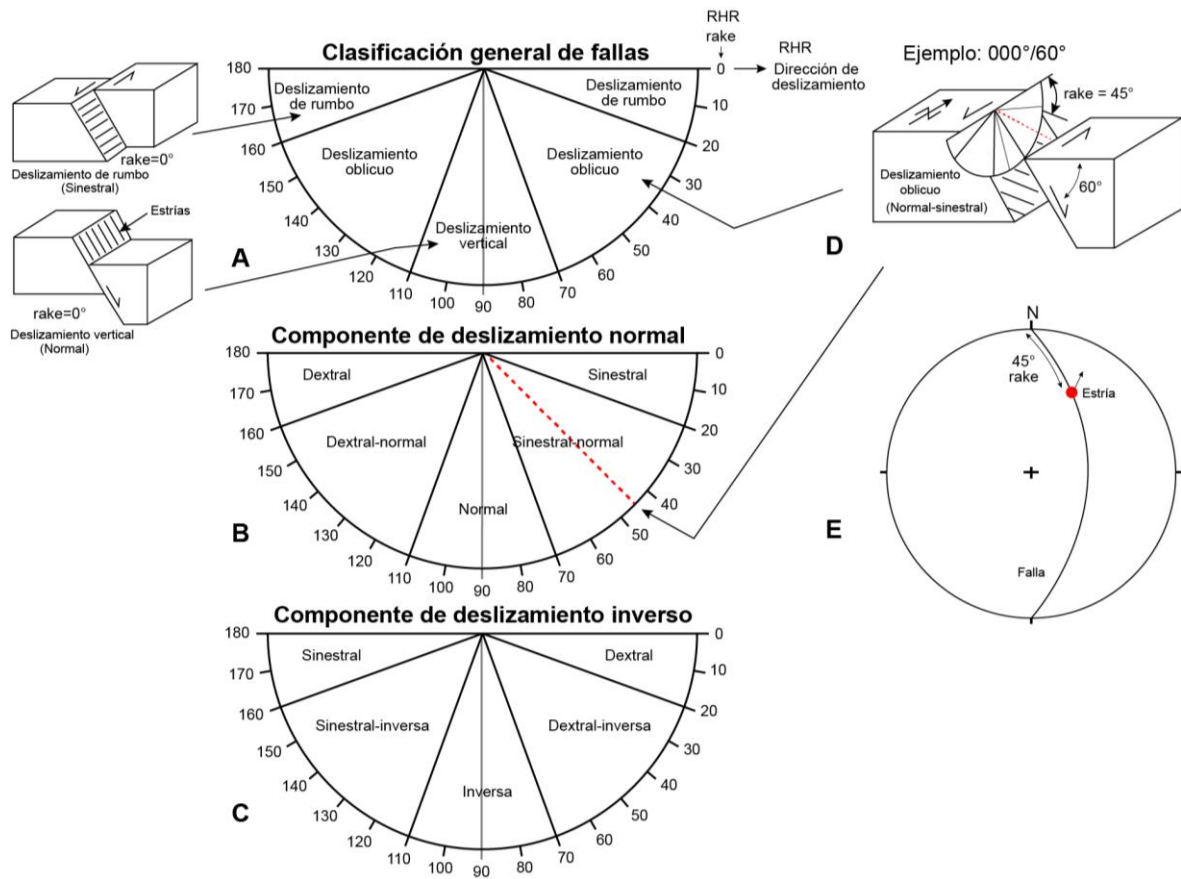 Clasificación general de fallas
RHR
rake
RHR
Dirección de
deslizamiento
180
170
160
150
140
130
120
110
100
90
80
70
60
50
40
30
20
10
0
Deslizamiento
de rumbo
Deslizamiento
oblicuo
Deslizamiento
vertical
Deslizamiento
oblicuo
Deslizamiento
de rumbo
A
rake=0°
Deslizamiento de rumbo
(Sinestral)
Estrías
rake=0°
Deslizamiento vertical
(Normal)
Componente de deslizamiento normal
180
170
160
150
140
130
120
110
100
90
80
70
60
50
40
30
20
10
0
Dextral
Dextral-normal
Normal
Sinestral-normal
Sinestral
B
Componente de deslizamiento inverso
180
170
160
150
140
130
120
110
100
90
80
70
60
50
40
30
20
10
0
Sinestral
Sinestral-inversa
Inversa
Dextral-inversa
Dextral
C
Ejemplo: 000°/60°
rake = 45°
60°
Deslizamiento
oblicuo
(Normal-sinestral)
D
N
45°
rake
Estría
Falla
E